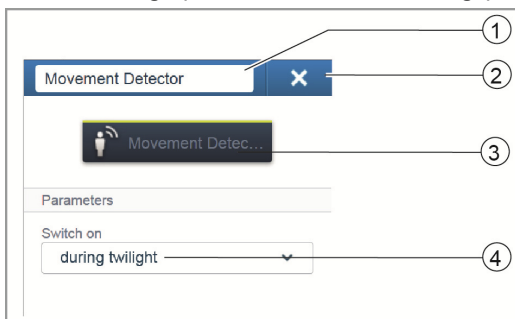 1
Movement Detector
2
Movement Detec...
3
Parameters
Switch on
during twilight
4